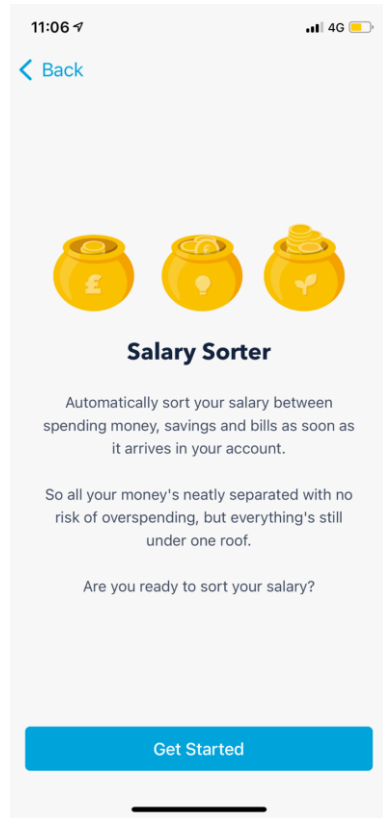 11:06
4G
Back
£
Salary Sorter
Automatically sort your salary between
spending money, savings and bills as soon as
it arrives in your account.
So all your money's neatly separated with no
risk of overspending, but everything's still
under one roof.
Are you ready to sort your salary?
Get Started